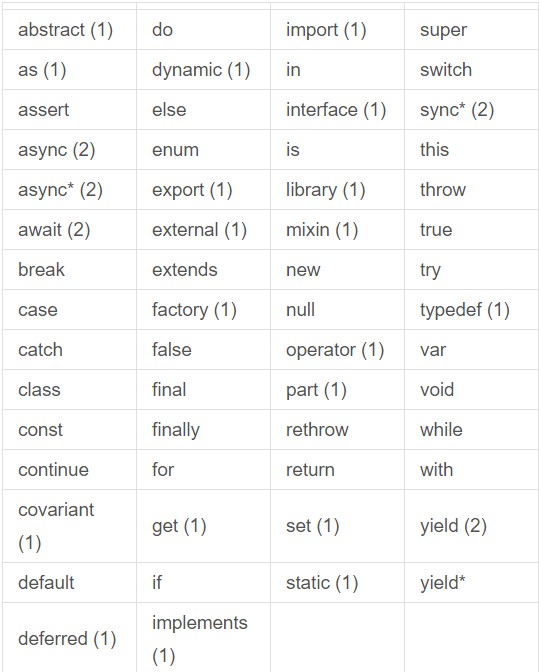 abstract (1) do import (1) super
as (1) dynamic (1) in switch
assert else interface (1) sync* (2)
async (2) enum is this
async* (2) export (1) library (1) throw
await (2) external (1) mixin (1) true
break extends new try
case factory (1) null typedef (1)
catch false operator (1) var
class final part (1) void
const finally rethrow while
continue for return with
covariant
(1) get (1) set (1) yield (2)
default if static (1) yield*
deferred (1) implements
(1)